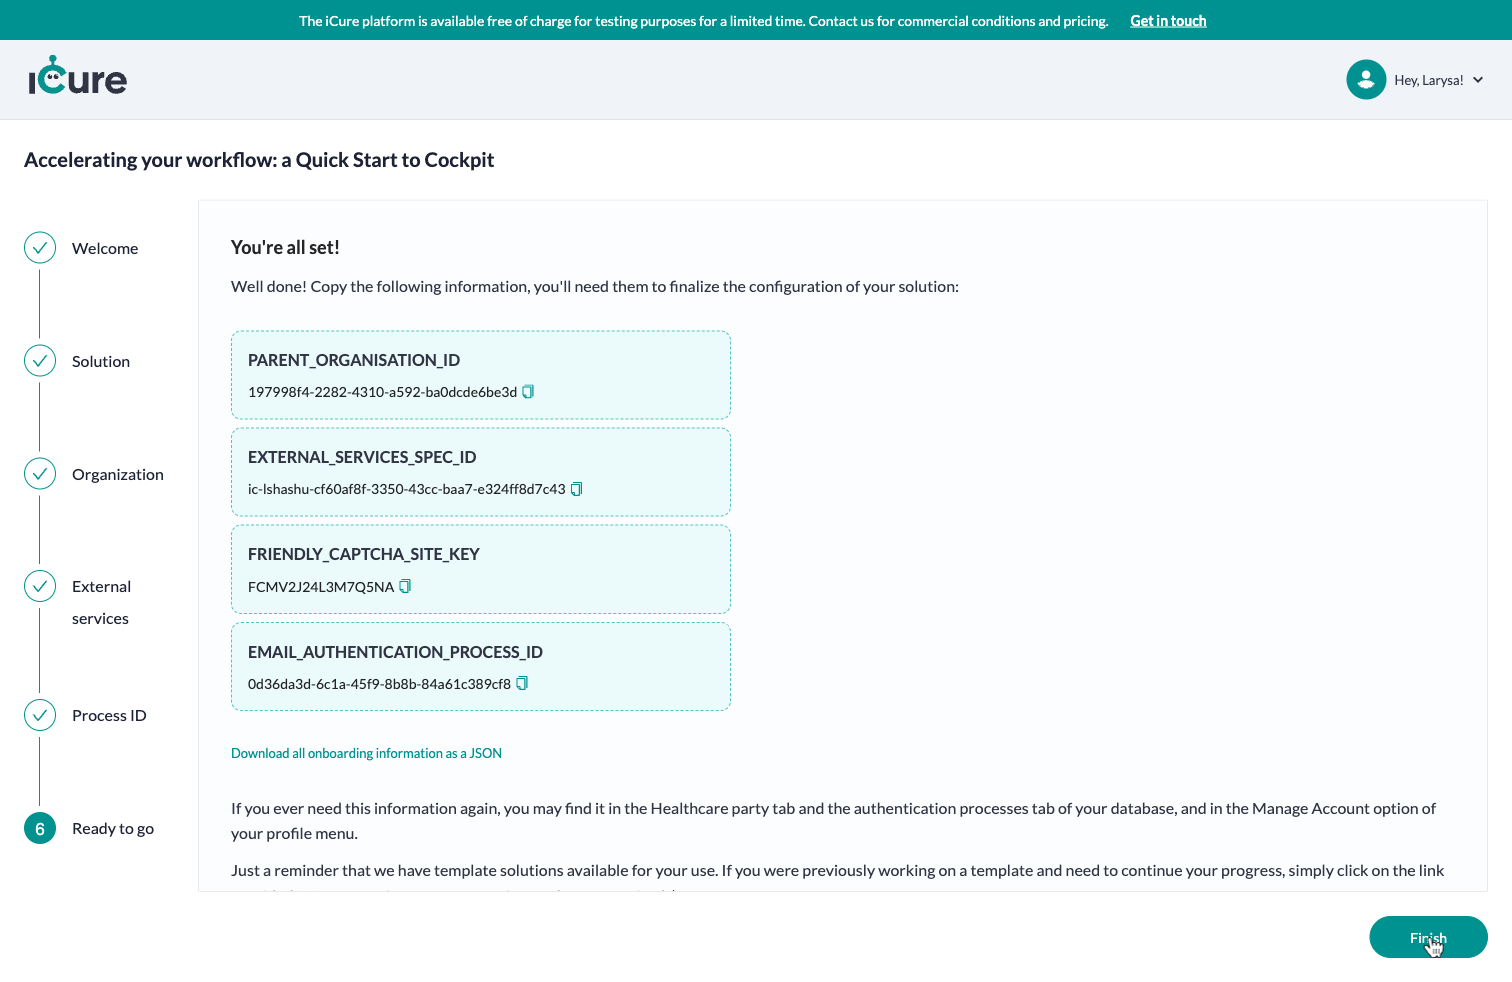 The iCure platform is available free of charge for testing purposes for a limited time. Contact us for commercial conditions and pricing. Get in touch
iCure
Hey, Larysa!
Accelerating your workflow: a Quick Start to Cockpit
Welcome
Solution
Organization
External
services
Process ID
6 Ready to go
You're all set!
Well done! Copy the following information, you'll need them to finalize the configuration of your solution:
PARENT_ORGANISATION_ID
197998f4-2282-4310-a592-ba0dcde6be3d
EXTERNAL_SERVICES_SPEC_ID
ic-lshashu-cf60af8f-3350-43cc-baa7-e324ff8d7c43
FRIENDLY_CAPTCHA_SITE_KEY
FCMV2J24L3M7Q5NA
EMAIL_AUTHENTICATION_PROCESS_ID
0d36da3d-6c1a-45f9-8b8b-84a61c389cf8
Download all onboarding information as a JSON
If you ever need this information again, you may find it in the Healthcare party tab and the authentication processes tab of your database, and in the Manage Account option of
your profile menu.
Just a reminder that we have template solutions available for your use. If you were previously working on a template and need to continue your progress, simply click on the link
Finish